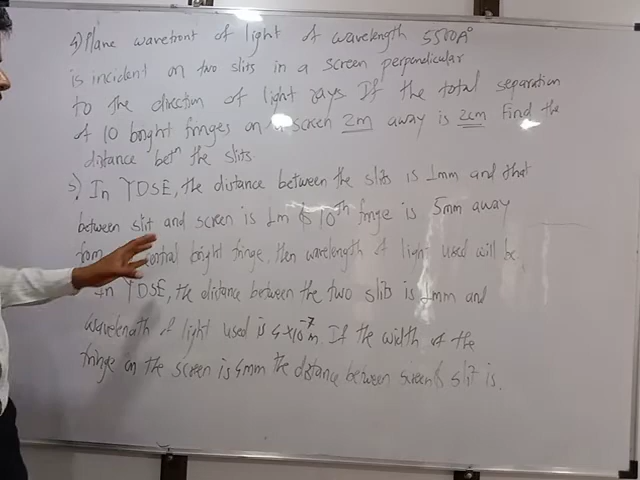 4) Plane wavefront of light of wavelength 5500A°
is incident on two slits in a screen perpendicular
to the direction of light rays If the total separation
of 10 bright fringes on screen 2m away is 2cm Find the
distance betn the slits
5) In YDSE, the distance between the slits is 1mm and that
between slit and screen is 1m & 10th fringe is 5mm away
from central bright fringe, then wavelength of light used will be
In YDSE, the distance between the two slits is 1mm and
wavelength of light used is 4×10⁻⁷m. If the width of the
fringe on the screen is 4mm the distance between screen & slit is.